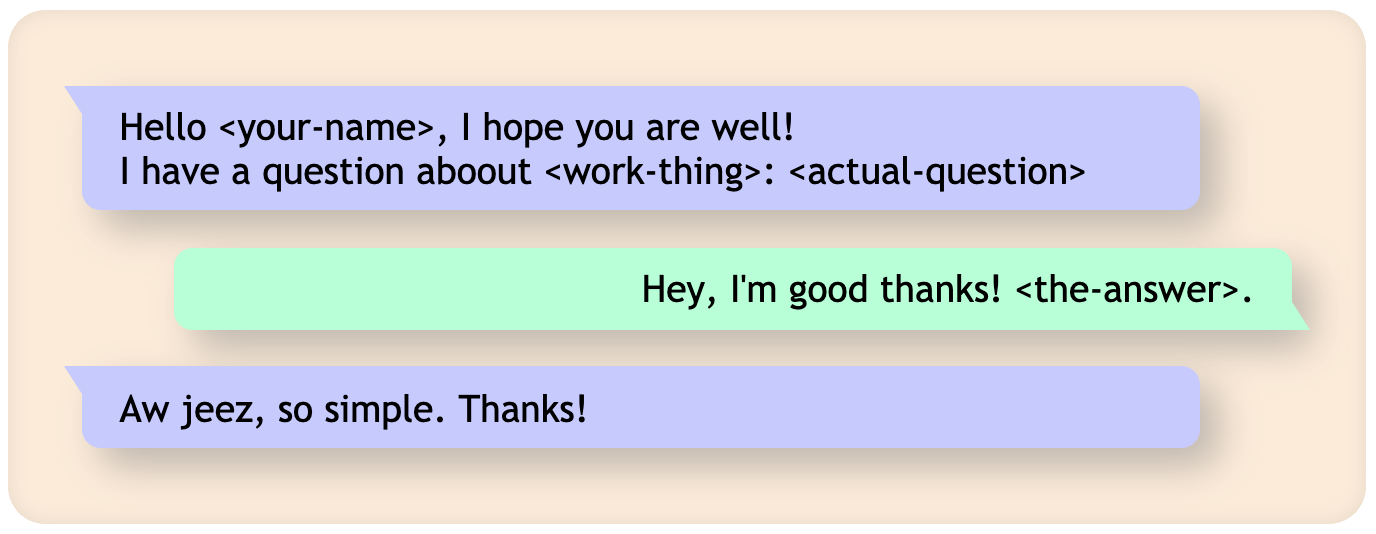 Hello <your-name>, I hope you are well!
I have a question aboout <work-thing>: <actual-question>
Hey, I'm good thanks! <the-answer>.
Aw jeez, so simple. Thanks!